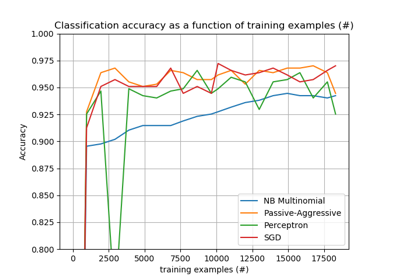 Classification accuracy as a function of training examples (#)
1.000
0.975
0.950
0.925
0.900
0.875
0.850
0.825
0.800
Accuracy
NB Multinomial
Passive-Aggressive
Perceptron
SGD
0 2500 5000 7500 10000 12500 15000 17500
training examples (#)